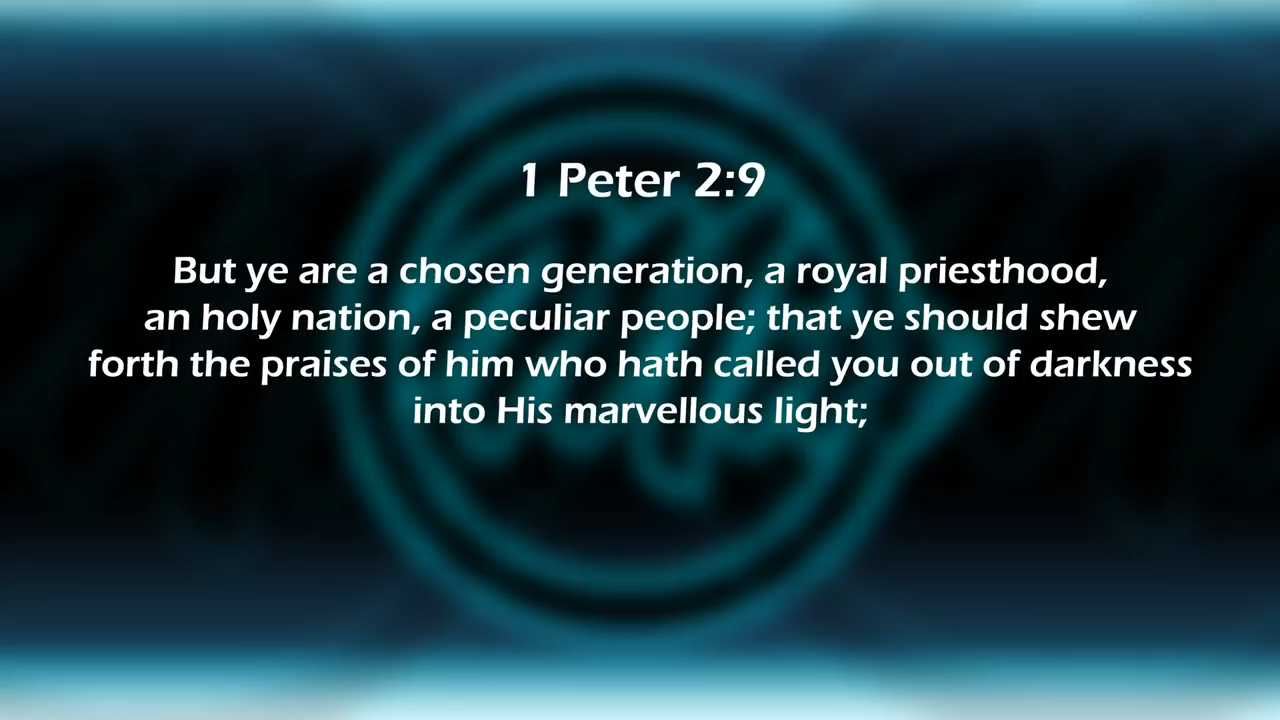 1 Peter 2:9
But ye are a chosen generation, a royal priesthood,
an holy nation, a peculiar people; that ye should shew
forth the praises of him who hath called you out of darkness
into His marvellous light;